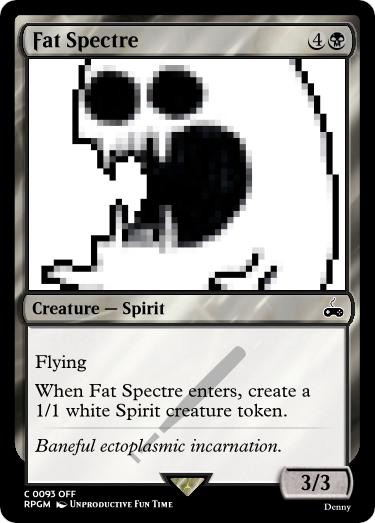 Fat Spectre 4
Creature — Spirit
Flying
When Fat Spectre enters, create a
1/1 white Spirit creature token.
Baneful ectoplasmic incarnation.
3/3
C 0093 OFF
RPGM Unproductive Fun Time
Denny